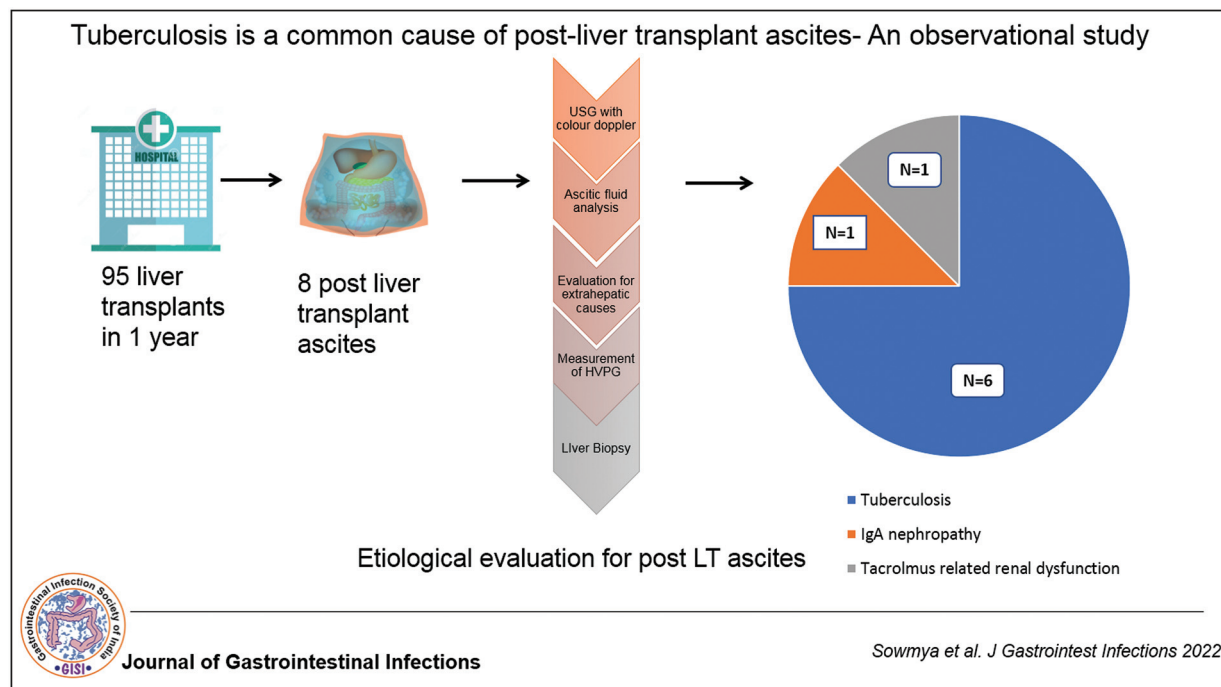 Tuberculosis is a common cause of post-liver transplant ascites- An observational study
HOSPITAL
95 liver
transplants
in 1 year
8 post liver
transplant
ascites
USG with
colour doppler
Ascitic fluid
analysis
Evaluation for
extrahepatic
causes
Measurement
of HVPG
LIver Biopsy
N=1
N=1
N=6
Tuberculosis
IgA nephropathy
Tacrolmus related renal dysfunction
Etiological evaluation for post LT ascites
Gastrointestinal Infection Society of India
GISI
Journal of Gastrointestinal Infections
Sowmya et al. J Gastrointest Infections 2022